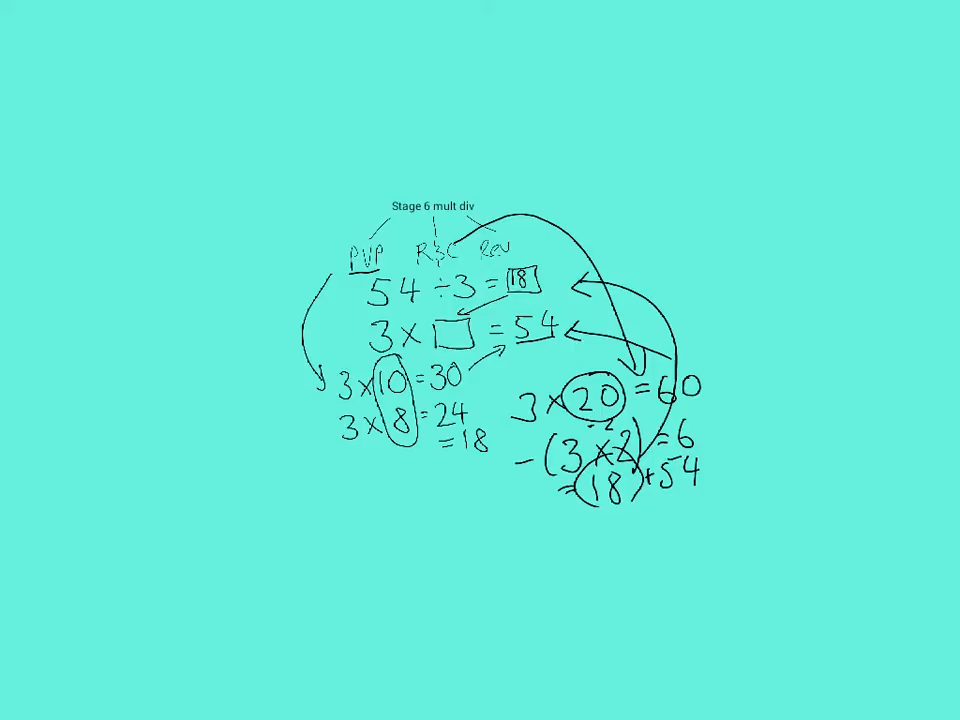 Stage 6 mult div
PVP R&C Rev
54 ÷ 3 = 18
3 × □ = 54
3 × 10 = 30
3 × 8 = 24
= 18
3 × 20 = 60
- 2
- (3 × 2) = 6
= 18 + 54